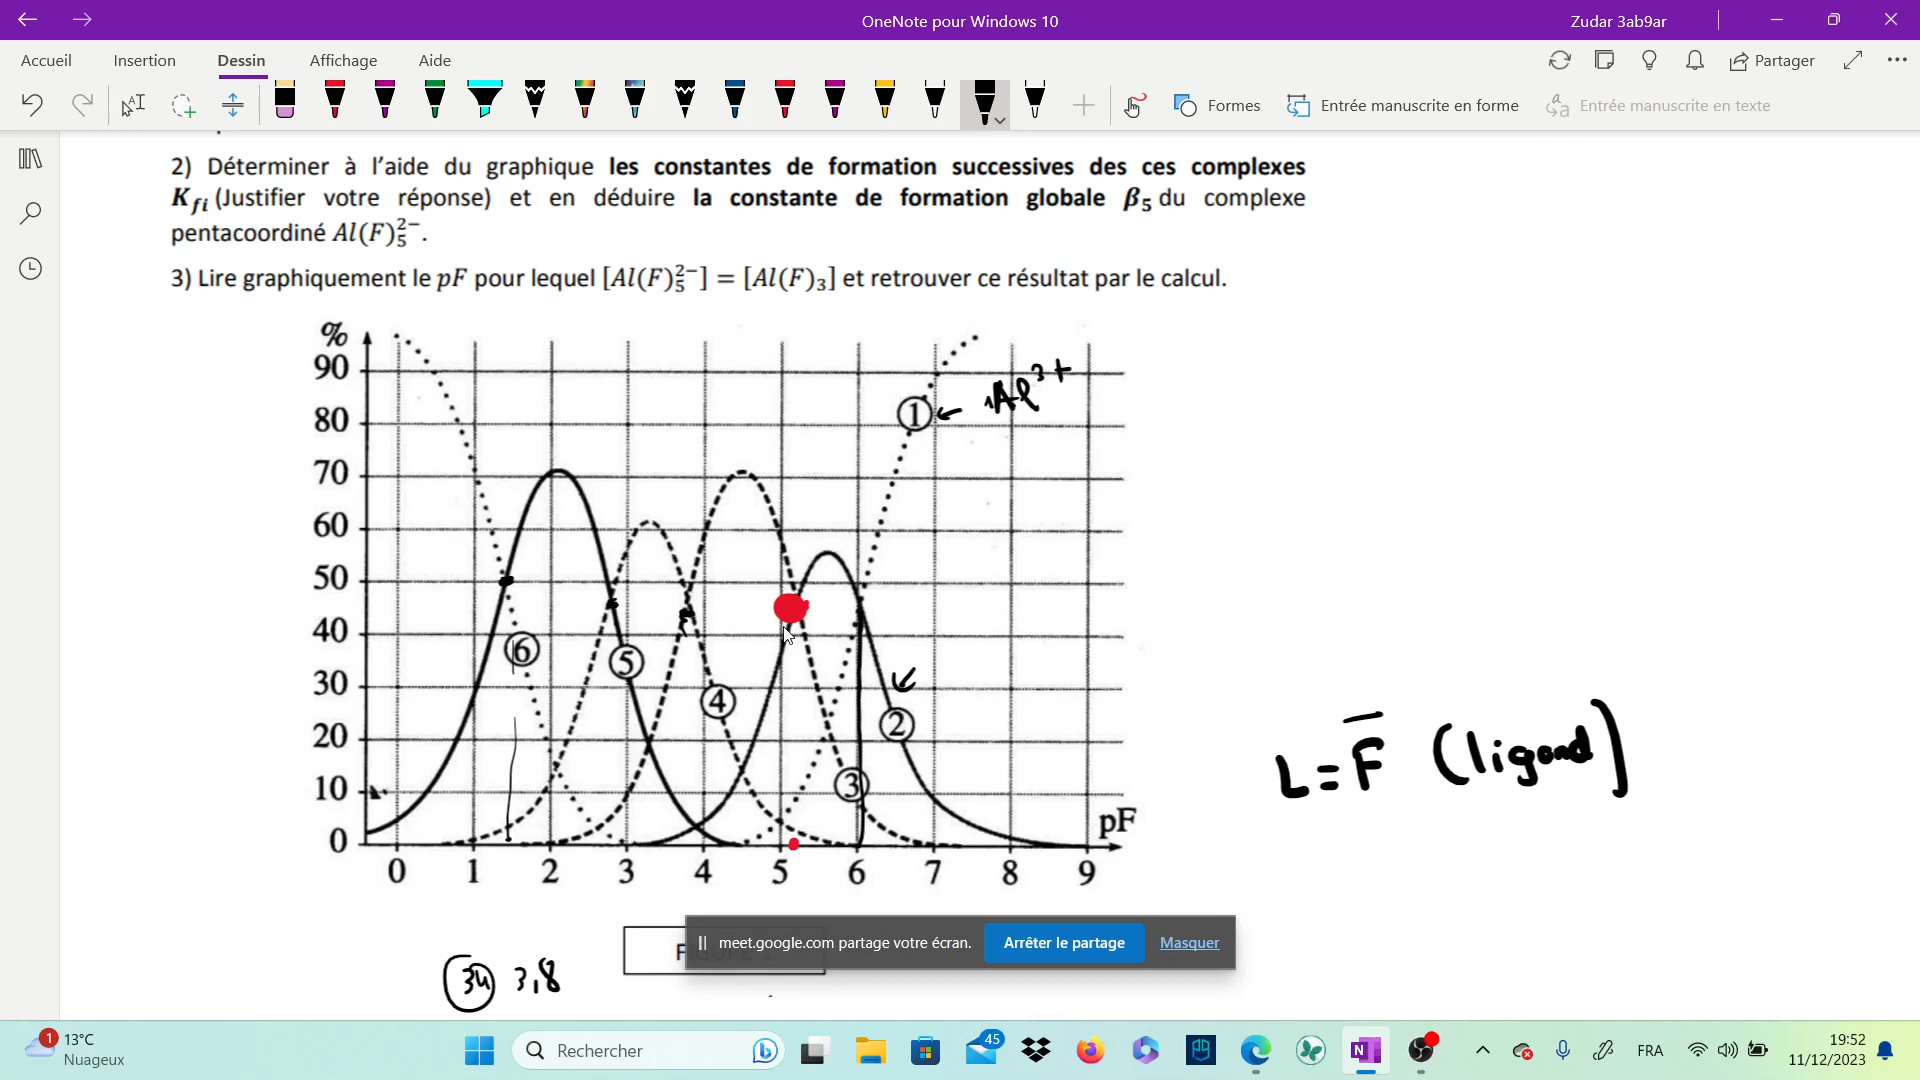 OneNote pour Windows 10
Zudar 3ab9ar
Accueil Insertion Dessin Affichage Aide
Partager
Formes Entrée manuscrite en forme Entrée manuscrite en texte
2) Déterminer à l'aide du graphique les constantes de formation successives des ces complexes
K_fi (Justifier votre réponse) et en déduire la constante de formation globale β₅ du complexe
pentacoordiné Al(F)₅²⁻.
3) Lire graphiquement le pF pour lequel [Al(F)₅²⁻] = [Al(F)₃] et retrouver ce résultat par le calcul.
%
90
80
70
60
50
40
30
20
10
0
① Al³⁺
⑥ ⑤ ④ ② ③
pF
0 1 2 3 4 5 6 7 8 9
L = F⁻ (ligand)
meet.google.com partage votre écran. Arrêter le partage Masquer
34 3,8
1 13°C
Nuageux
Rechercher
45
FRA
19:52
11/12/2023